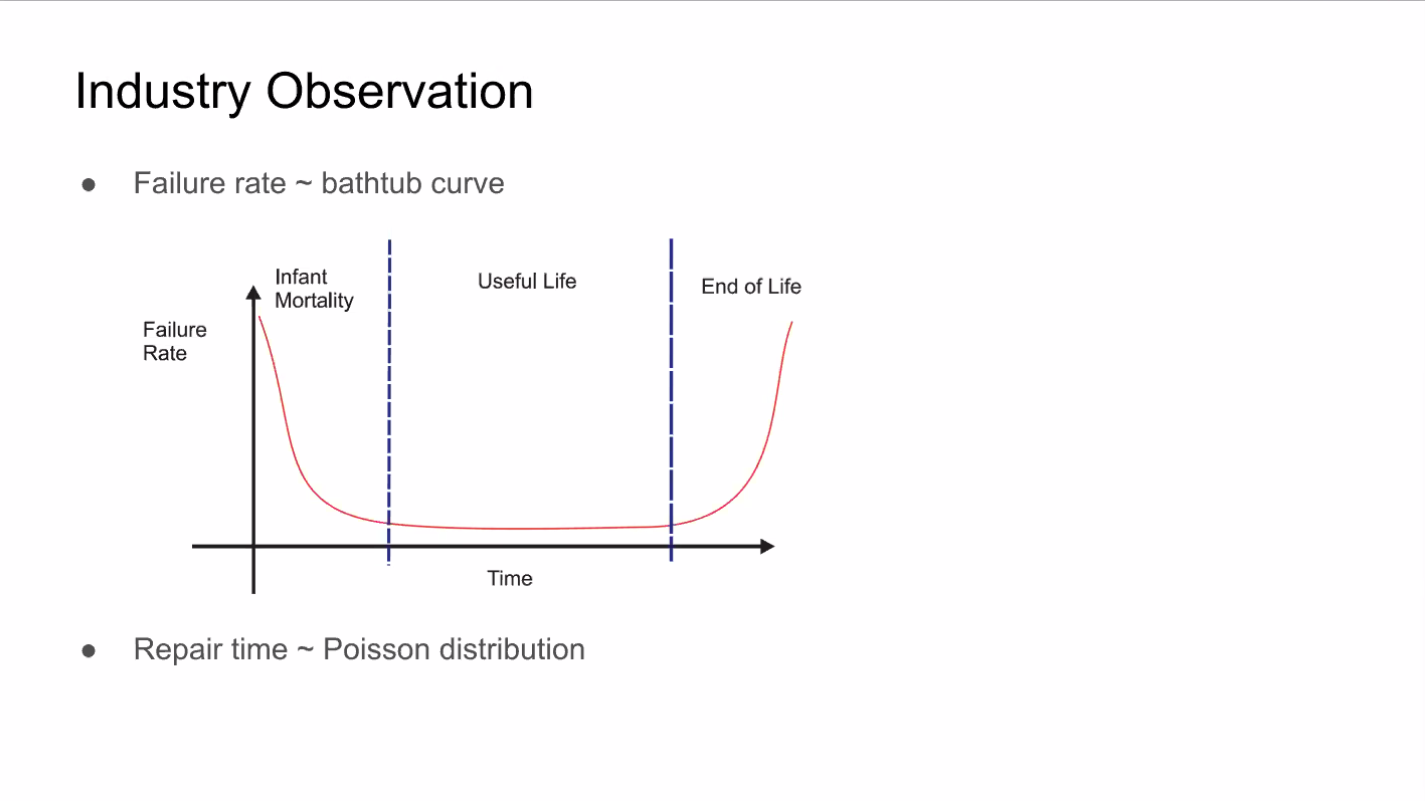 Industry Observation
● Failure rate ~ bathtub curve
Infant
Mortality
Useful Life
End of Life
Failure
Rate
Time
● Repair time ~ Poisson distribution